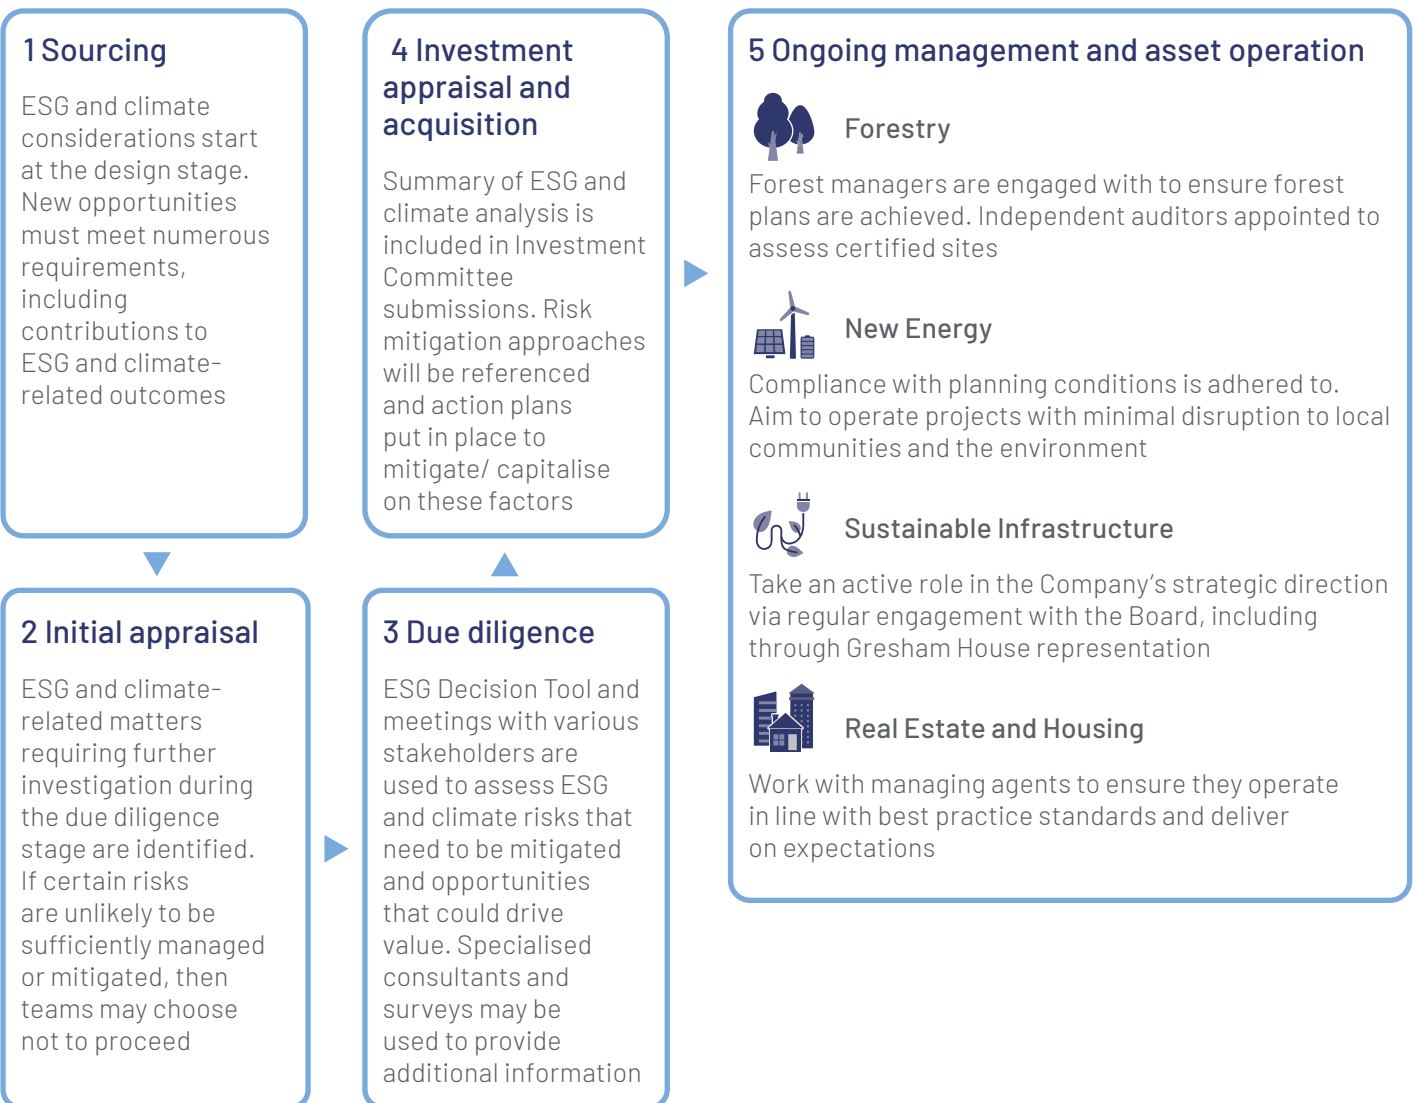 1 Sourcing
ESG and climate
considerations start
at the design stage.
New opportunities
must meet numerous
requirements,
including
contributions to
ESG and climate-
related outcomes
2 Initial appraisal
ESG and climate-
related matters
requiring further
investigation during
the due diligence
stage are identified.
If certain risks
are unlikely to be
sufficiently managed
or mitigated, then
teams may choose
not to proceed
3 Due diligence
ESG Decision Tool and
meetings with various
stakeholders are
used to assess ESG
and climate risks that
need to be mitigated
and opportunities
that could drive
value. Specialised
consultants and
surveys may be
used to provide
additional information
4 Investment
appraisal and
acquisition
Summary of ESG and
climate analysis is
included in Investment
Committee
submissions. Risk
mitigation approaches
will be referenced
and action plans
put in place to
mitigate/ capitalise
on these factors
5 Ongoing management and asset operation
Forestry
Forest managers are engaged with to ensure forest
plans are achieved. Independent auditors appointed to
assess certified sites
New Energy
Compliance with planning conditions is adhered to.
Aim to operate projects with minimal disruption to local
communities and the environment
Sustainable Infrastructure
Take an active role in the Company's strategic direction
via regular engagement with the Board, including
through Gresham House representation
Real Estate and Housing
Work with managing agents to ensure they operate
in line with best practice standards and deliver
on expectations